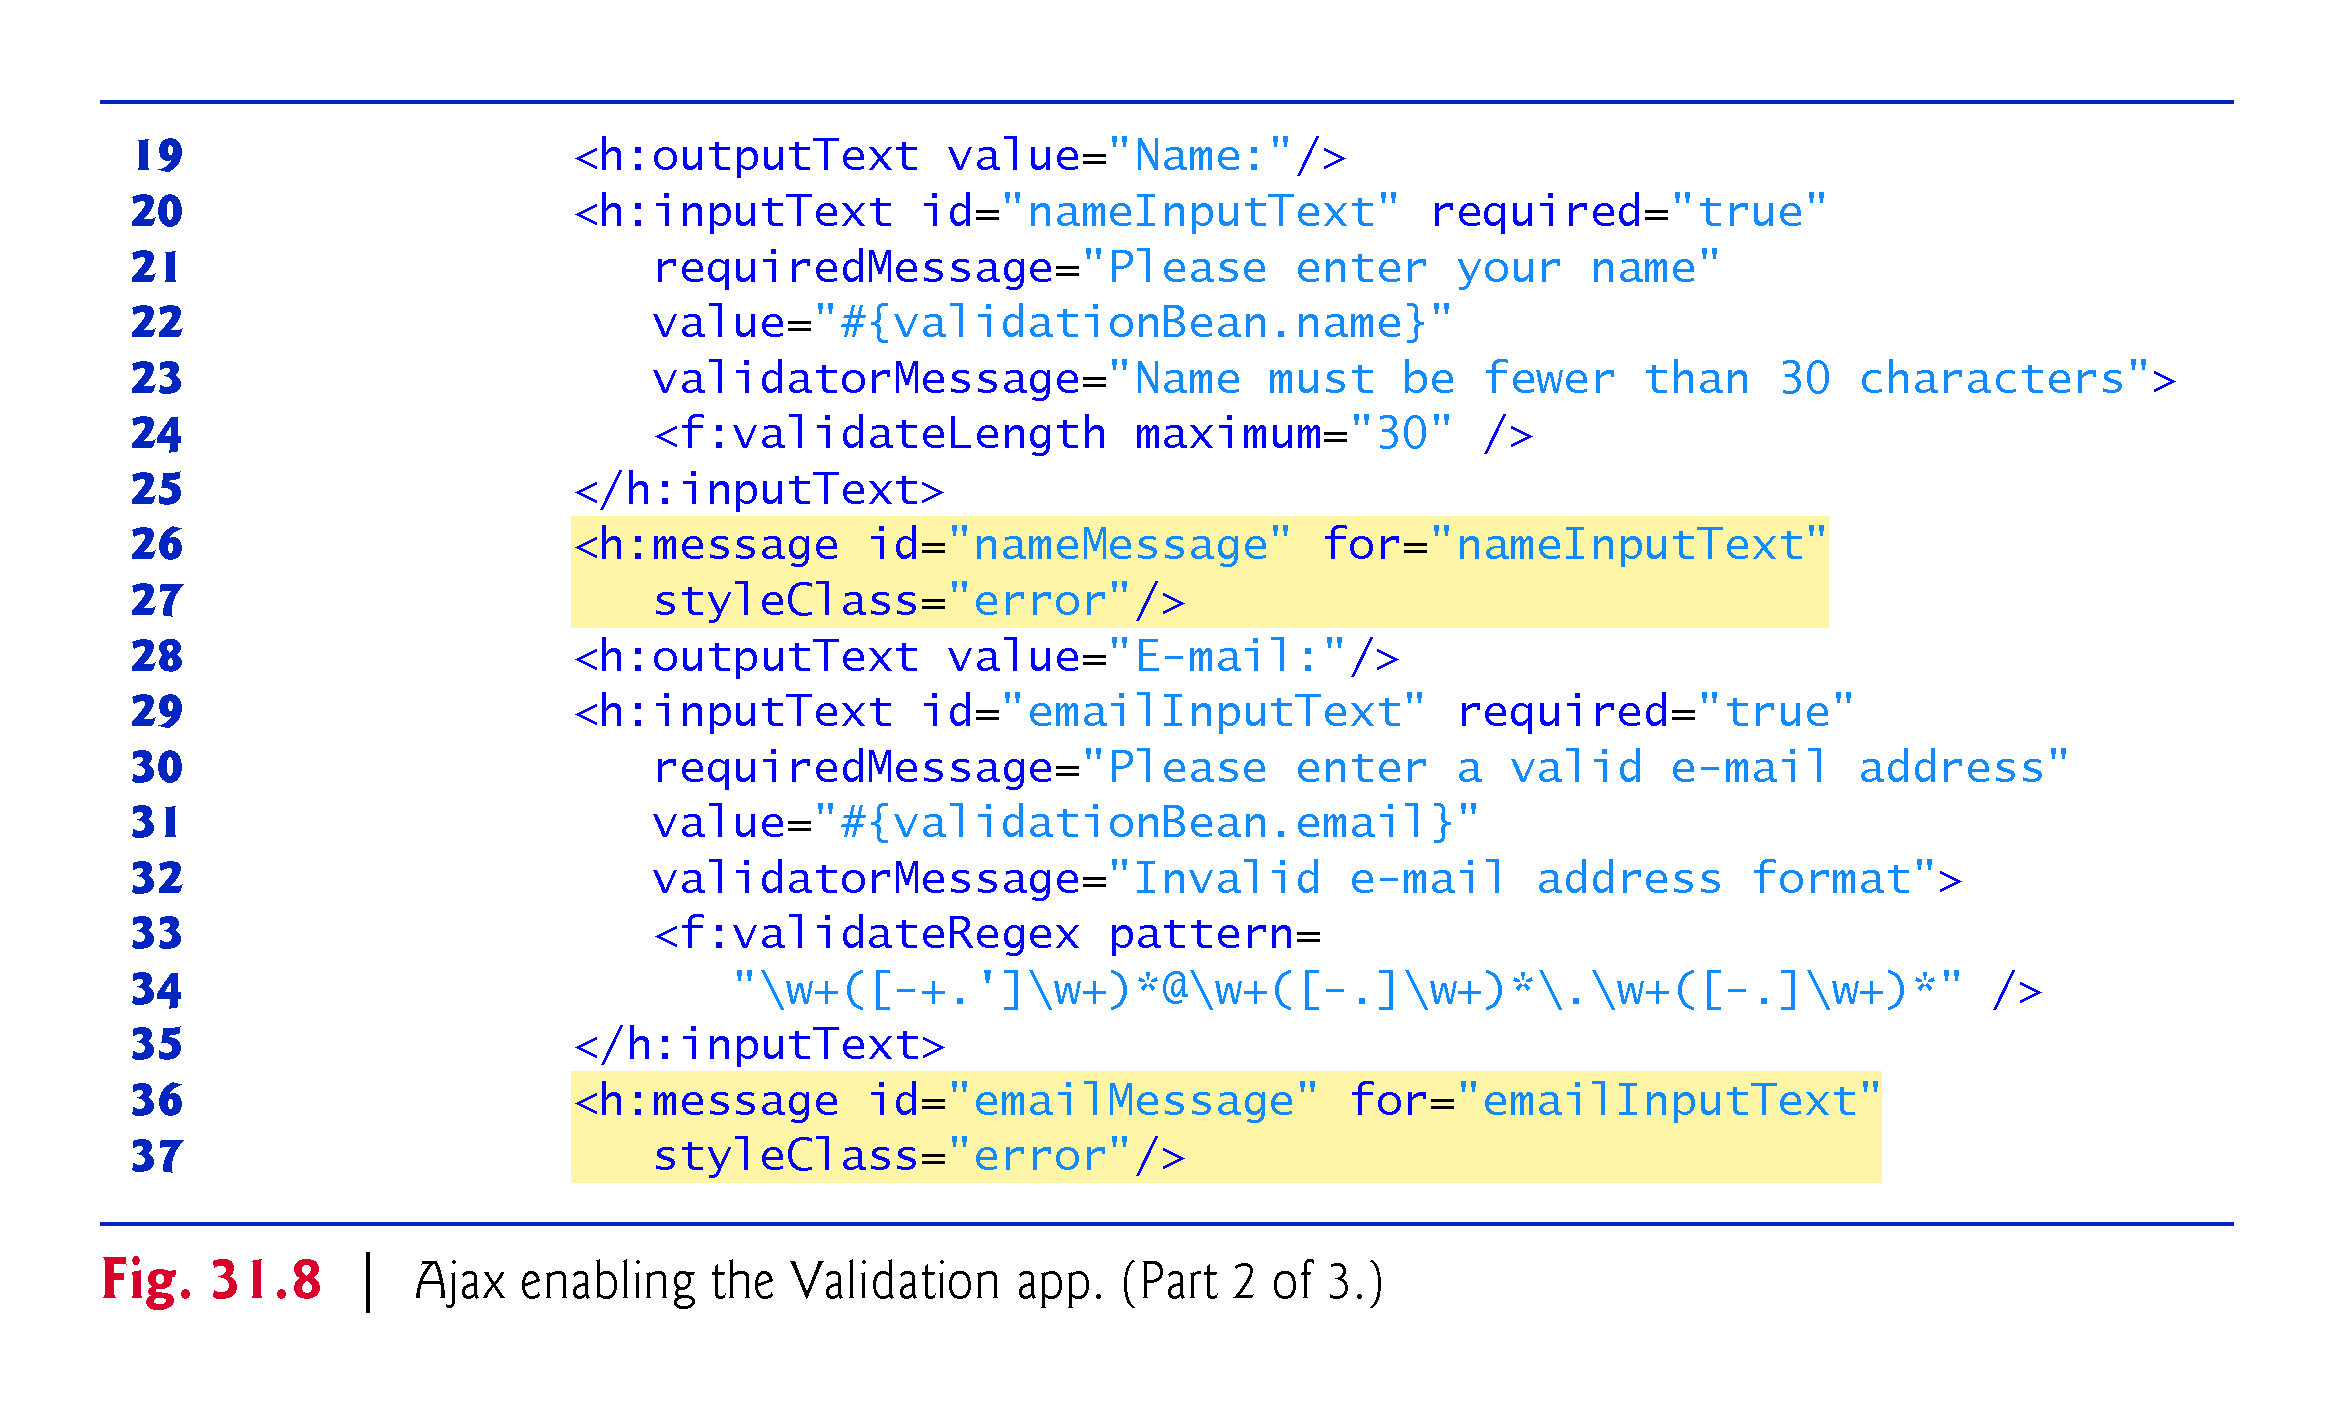 19 <h:outputText value="Name:"/>
20 <h:inputText id="nameInputText" required="true"
21 requiredMessage="Please enter your name"
22 value="#{validationBean.name}"
23 validatorMessage="Name must be fewer than 30 characters">
24 <f:validateLength maximum="30" />
25 </h:inputText>
26 <h:message id="nameMessage" for="nameInputText"
27 styleClass="error"/>
28 <h:outputText value="E-mail:"/>
29 <h:inputText id="emailInputText" required="true"
30 requiredMessage="Please enter a valid e-mail address"
31 value="#{validationBean.email}"
32 validatorMessage="Invalid e-mail address format">
33 <f:validateRegex pattern=
34 "\w+([-+.']\w+)*@\w+([-.]\w+)*\.\w+([-.]\w+)*" />
35 </h:inputText>
36 <h:message id="emailMessage" for="emailInputText"
37 styleClass="error"/>
Fig. 31.8 | Ajax enabling the Validation app. (Part 2 of 3.)